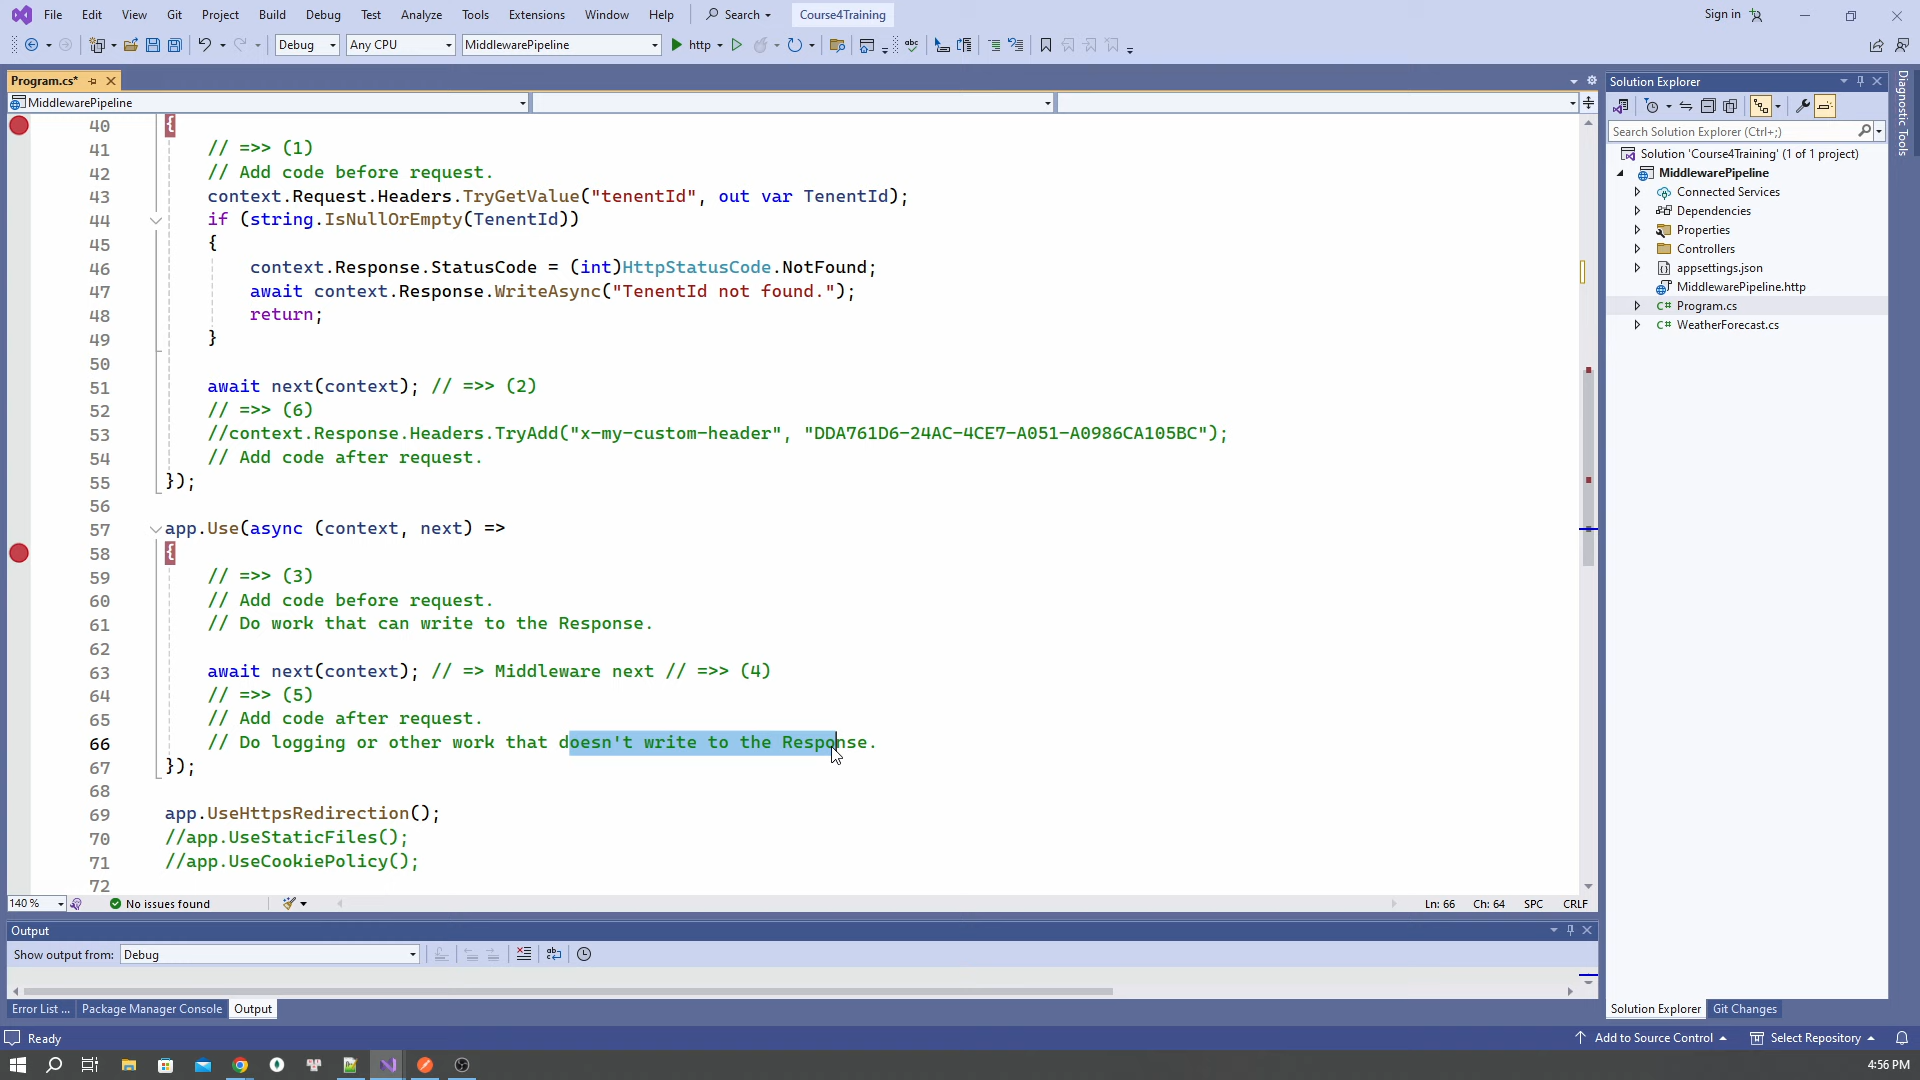 File Edit View Git Project Build Debug Test Analyze Tools Extensions Window Help Search Course4Training Sign in
Debug Any CPU MiddlewarePipeline http
Program.cs*
MiddlewarePipeline
40 {
41 // =>> (1)
42 // Add code before request.
43 context.Request.Headers.TryGetValue("tenentId", out var TenentId);
44 if (string.IsNullOrEmpty(TenentId))
45 {
46 context.Response.StatusCode = (int)HttpStatusCode.NotFound;
47 await context.Response.WriteAsync("TenentId not found.");
48 return;
49 }
50
51 await next(context); // =>> (2)
52 // =>> (6)
53 //context.Response.Headers.TryAdd("x-my-custom-header", "DDA761D6-24AC-4CE7-A051-A0986CA105BC");
54 // Add code after request.
55 });
56
57 app.Use(async (context, next) =>
58 {
59 // =>> (3)
60 // Add code before request.
61 // Do work that can write to the Response.
62
63 await next(context); // => Middleware next // =>> (4)
64 // =>> (5)
65 // Add code after request.
66 // Do logging or other work that doesn't write to the Response.
67 });
68
69 app.UseHttpsRedirection();
70 //app.UseStaticFiles();
71 //app.UseCookiePolicy();
72
140 % No issues found Ln: 66 Ch: 64 SPC CRLF
Output
Show output from: Debug
Error List ... Package Manager Console Output
Solution Explorer
Search Solution Explorer (Ctrl+;)
Solution 'Course4Training' (1 of 1 project)
MiddlewarePipeline
Connected Services
Dependencies
Properties
Controllers
appsettings.json
MiddlewarePipeline.http
C# Program.cs
C# WeatherForecast.cs
Solution Explorer Git Changes
Diagnostic Tools
Ready Add to Source Control Select Repository
4:56 PM